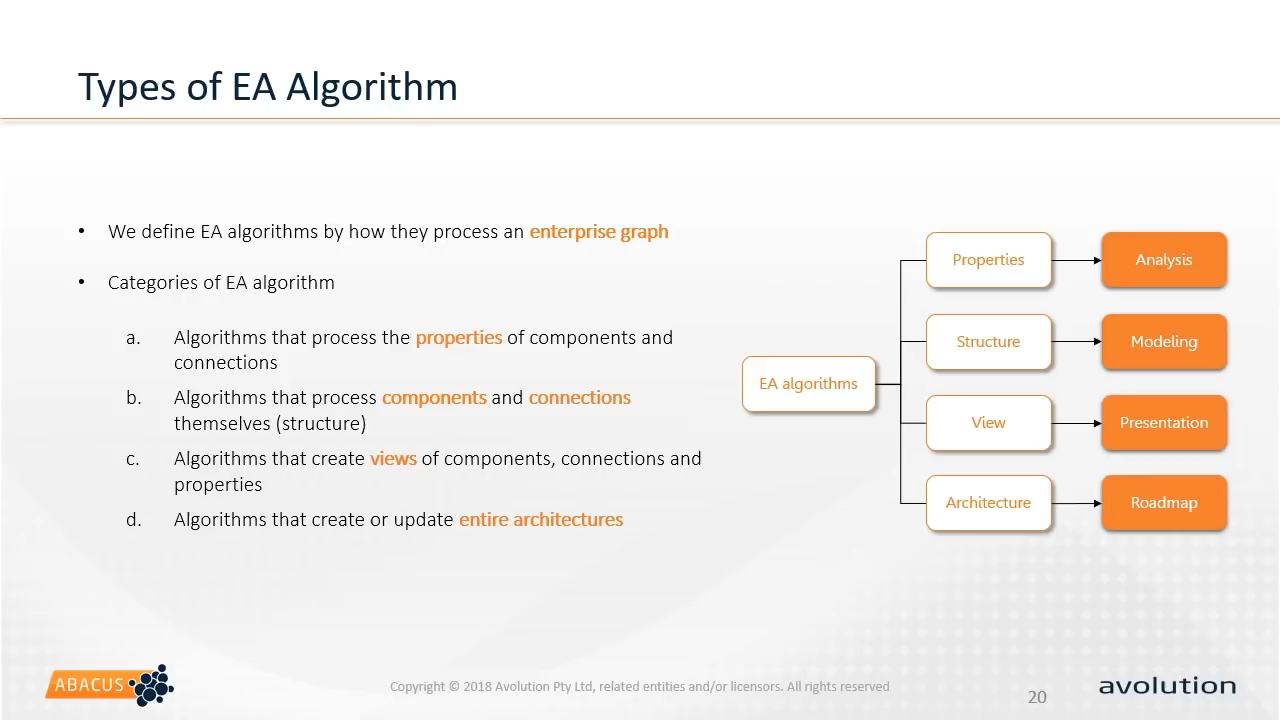 Types of EA Algorithm
• We define EA algorithms by how they process an enterprise graph
• Categories of EA algorithm
a. Algorithms that process the properties of components and
connections
b. Algorithms that process components and connections
themselves (structure)
c. Algorithms that create views of components, connections and
properties
d. Algorithms that create or update entire architectures
EA algorithms
Properties
Analysis
Structure
Modeling
View
Presentation
Architecture
Roadmap
ABACUS
Copyright © 2018 Avolution Pty Ltd, related entities and/or licensors. All rights reserved
20
avolution